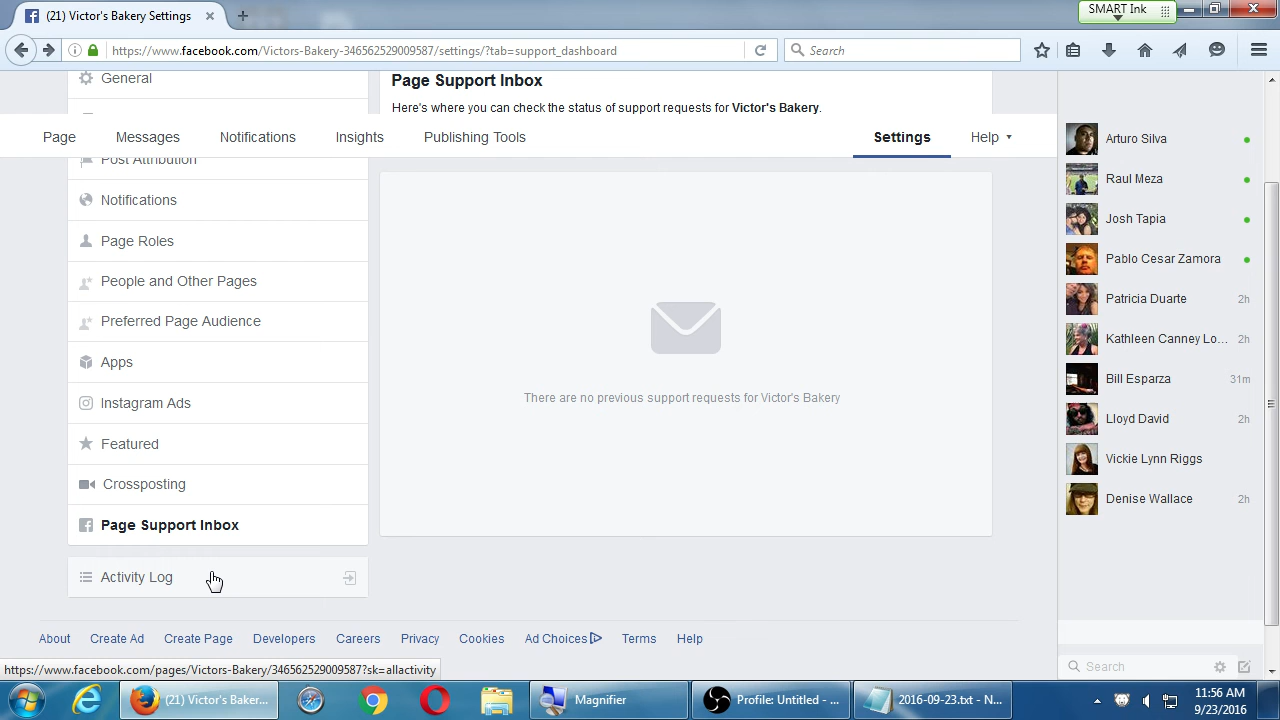 (21) Victor's Bakery Settings
SMART Ink
https://www.facebook.com/Victors-Bakery-346562529009587/settings/?tab=support_dashboard
Search
General
Page Support Inbox
Here's where you can check the status of support requests for Victor's Bakery.
Page
Messages
Notifications
Insights
Publishing Tools
Settings
Help
Post Attribution
Notifications
Page Roles
People and Other Pages
Preferred Page Audience
Apps
Instagram Ads
Featured
Crossposting
Page Support Inbox
Activity Log
There are no previous support requests for Victor's Bakery
Arturo Silva
Raul Meza
Josh Tapia
Pablo Cesar Zamora
Patricia Duarte 2h
Kathleen Canney Lo... 2h
Bill Esparza 31m
Lloyd David 2h
Vickie Lynn Riggs
Denise Wallace 2h
About Create Ad Create Page Developers Careers Privacy Cookies Ad Choices Terms Help
https://www.facebook.com/pages/Victors-Bakery/346562529009587?sk=allactivity
Search
(21) Victor's Baker...
Magnifier
Profile: Untitled - ...
2016-09-23.txt - N...
11:56 AM
9/23/2016